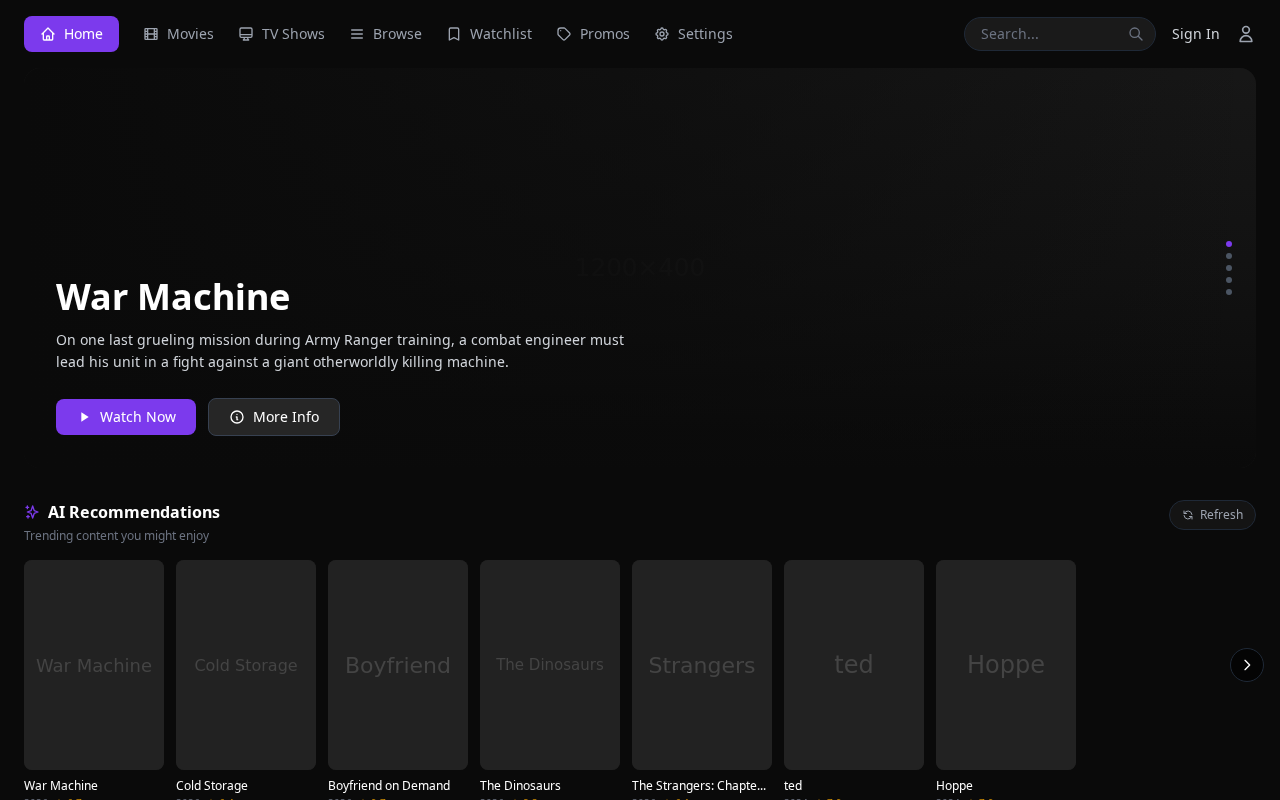 Home Movies TV Shows Browse Watchlist Promos Settings Search... Sign In
1200×400
War Machine
On one last grueling mission during Army Ranger training, a combat engineer must
lead his unit in a fight against a giant otherworldly killing machine.
Watch Now More Info
AI Recommendations
Refresh
Trending content you might enjoy
War Machine Cold Storage Boyfriend The Dinosaurs Strangers ted Hoppe
War Machine Cold Storage Boyfriend on Demand The Dinosaurs The Strangers: Chapte... ted Hoppe